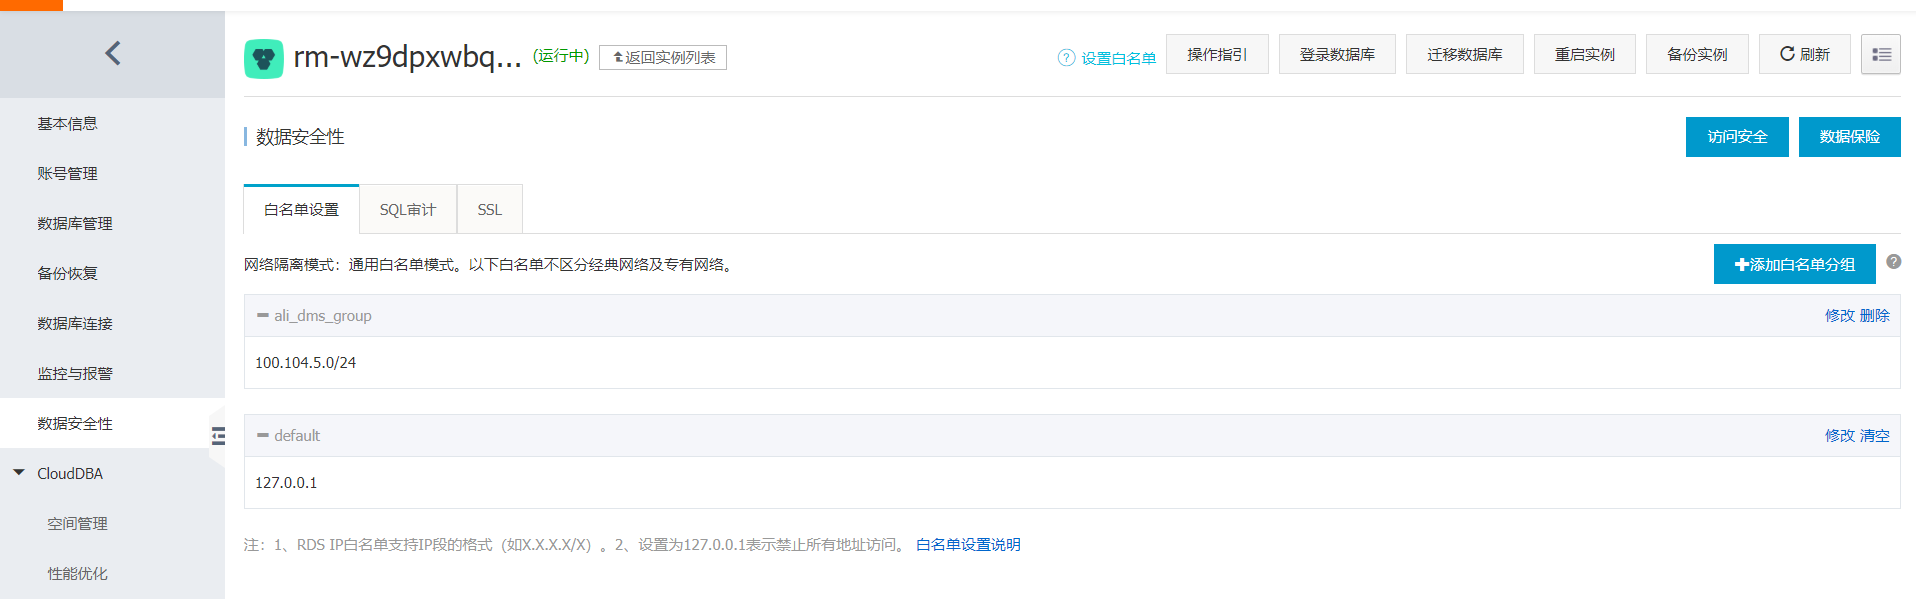 rm-wz9dpxwbq... (运行中) 返回实例列表 设置白名单 操作指引 登录数据库 迁移数据库 重启实例 备份实例 刷新
基本信息
账号管理
数据库管理
备份恢复
数据库连接
监控与报警
数据安全性
CloudDBA
空间管理
性能优化
数据安全性 访问安全 数据保险
白名单设置 SQL审计 SSL
网络隔离模式：通用白名单模式。以下白名单不区分经典网络及专有网络。 添加白名单分组
ali_dms_group 修改 删除
100.104.5.0/24
default 修改 清空
127.0.0.1
注：1、RDS IP白名单支持IP段的格式（如X.X.X.X/X）。2、设置为127.0.0.1表示禁止所有地址访问。 白名单设置说明